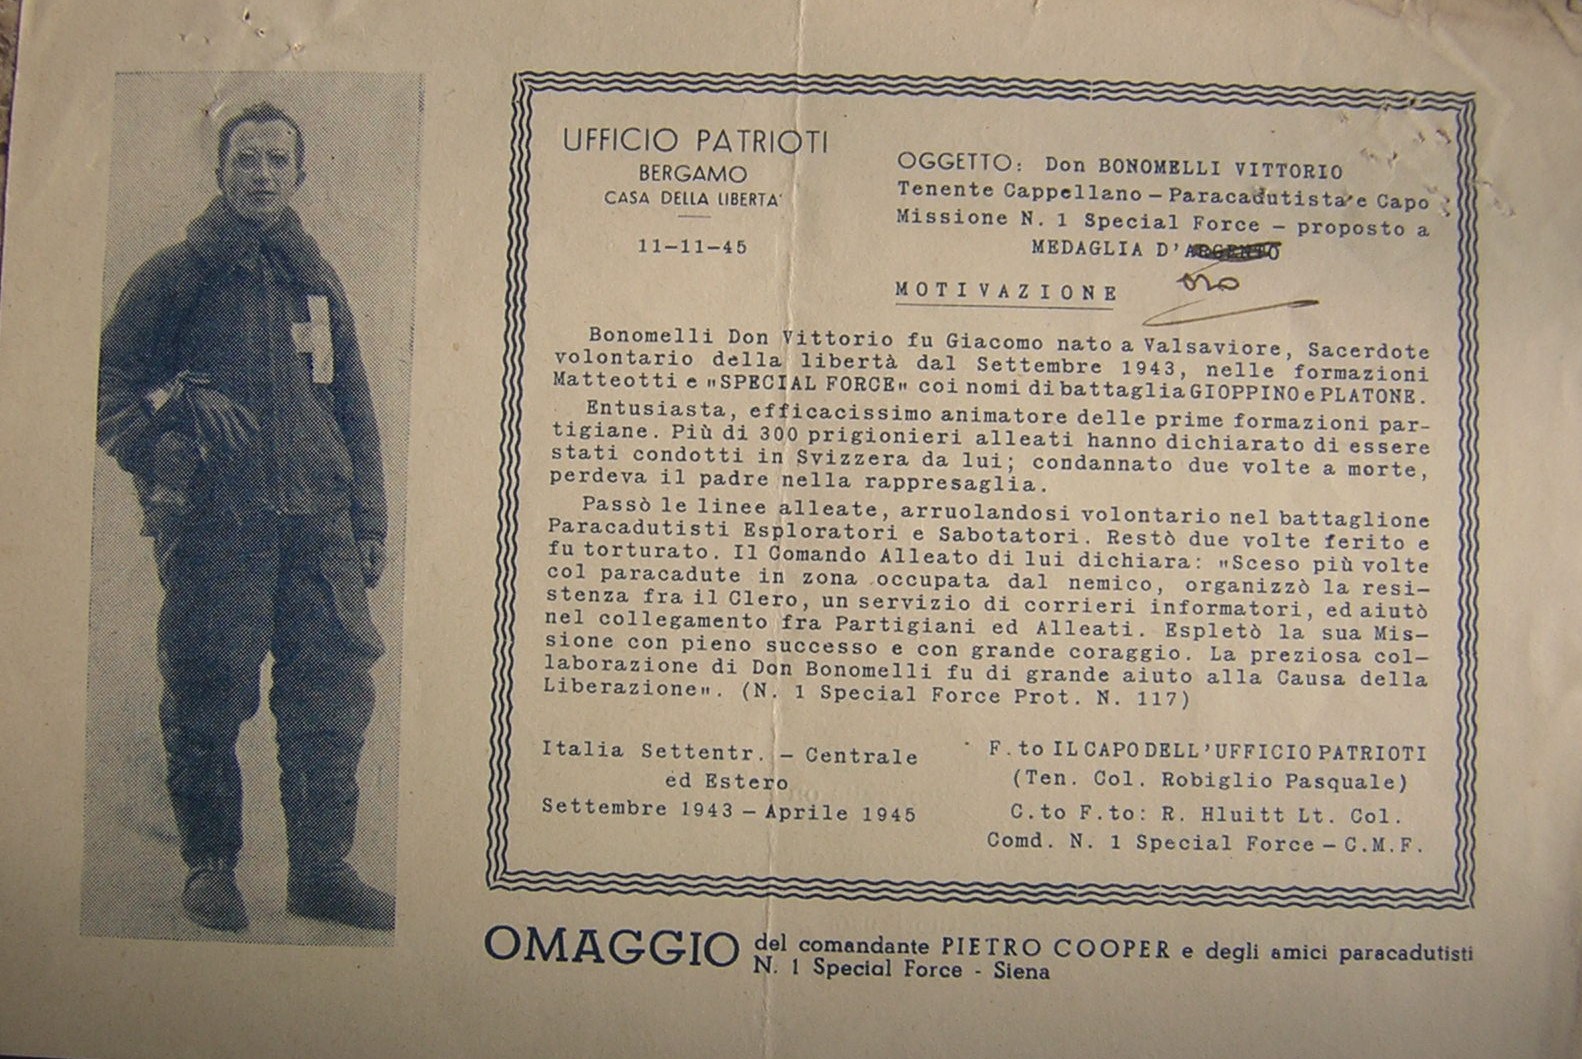 UFFICIO PATRIOTI
BERGAMO
CASA DELLA LIBERTA'
11-11-45
OGGETTO: Don BONOMELLI VITTORIO
Tenente Cappellano – Paracadutista e Capo
Missione N. 1 Special Force – proposto a
MEDAGLIA D'ARGENTO
oro
MOTIVAZIONE
Bonomelli Don Vittorio fu Giacomo nato a Valsaviore, Sacerdote
volontario della libertà dal Settembre 1943, nelle formazioni
Matteotti e "SPECIAL FORCE" coi nomi di battaglia GIOPPINO e PLATONE.
Entusiasta, efficacissimo animatore delle prime formazioni par-
tigiane. Più di 300 prigionieri alleati hanno dichiarato di essere
stati condotti in Svizzera da lui; condannato due volte a morte,
perdeva il padre nella rappresaglia.
Passò le linee alleate, arruolandosi volontario nel battaglione
Paracadutisti Esploratori e Sabotatori. Restò due volte ferito e
fu torturato. Il Comando Alleato di lui dichiara: "Sceso più volte
col paracadute in zona occupata dal nemico, organizzò la resi-
stenza fra il Clero, un servizio di corrieri informatori, ed aiutò
nel collegamento fra Partigiani ed Alleati. Espletò la sua Mis-
sione con pieno successo e con grande coraggio. La preziosa col-
laborazione di Don Bonomelli fu di grande aiuto alla Causa della
Liberazione". (N. 1 Special Force Prot. N. 117)
Italia Settentr. – Centrale
ed Estero
Settembre 1943 – Aprile 1945
F.to IL CAPO DELL'UFFICIO PATRIOTI
(Ten. Col. Robiglio Pasquale)
C.to F.to: R. Hluitt Lt. Col.
Comd. N. 1 Special Force – C.M.F.
OMAGGIO del comandante PIETRO COOPER e degli amici paracadutisti
N. 1 Special Force - Siena